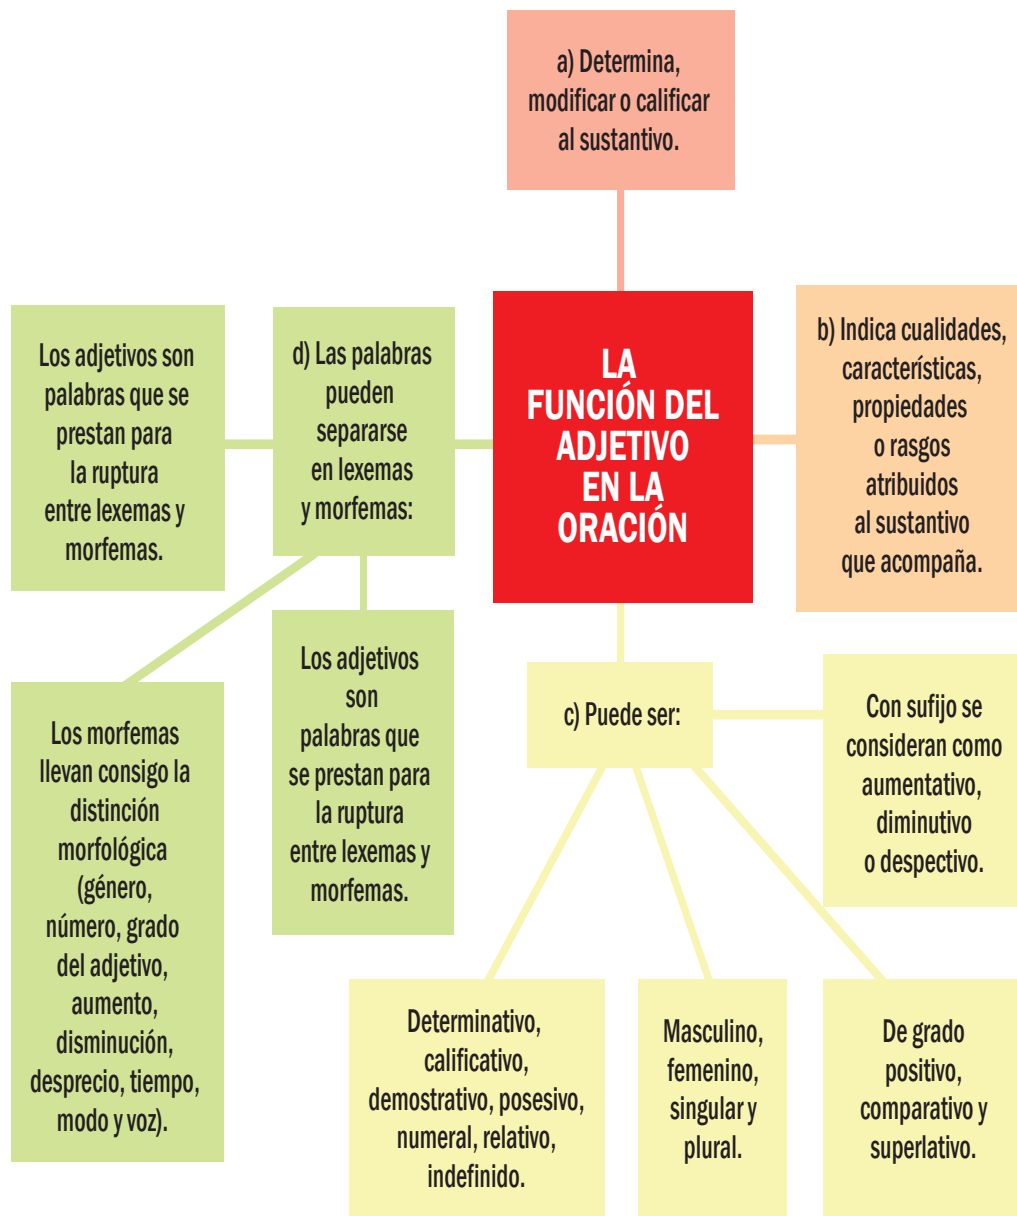 a) Determina,
modificar o calificar
al sustantivo.
LA
FUNCIÓN DEL
ADJETIVO
EN LA
ORACIÓN
b) Indica cualidades,
características,
propiedades
o rasgos
atribuidos
al sustantivo
que acompaña.
c) Puede ser:
Con sufijo se
consideran como
aumentativo,
diminutivo
o despectivo.
De grado
positivo,
comparativo y
superlativo.
Masculino,
femenino,
singular y
plural.
Determinativo,
calificativo,
demostrativo, posesivo,
numeral, relativo,
indefinido.
d) Las palabras
pueden
separarse
en lexemas
y morfemas:
Los adjetivos son
palabras que se
prestan para
la ruptura
entre lexemas y
morfemas.
Los adjetivos
son
palabras que
se prestan para
la ruptura
entre lexemas y
morfemas.
Los morfemas
llevan consigo la
distinción
morfológica
(género,
número, grado
del adjetivo,
aumento,
disminución,
desprecio, tiempo,
modo y voz).